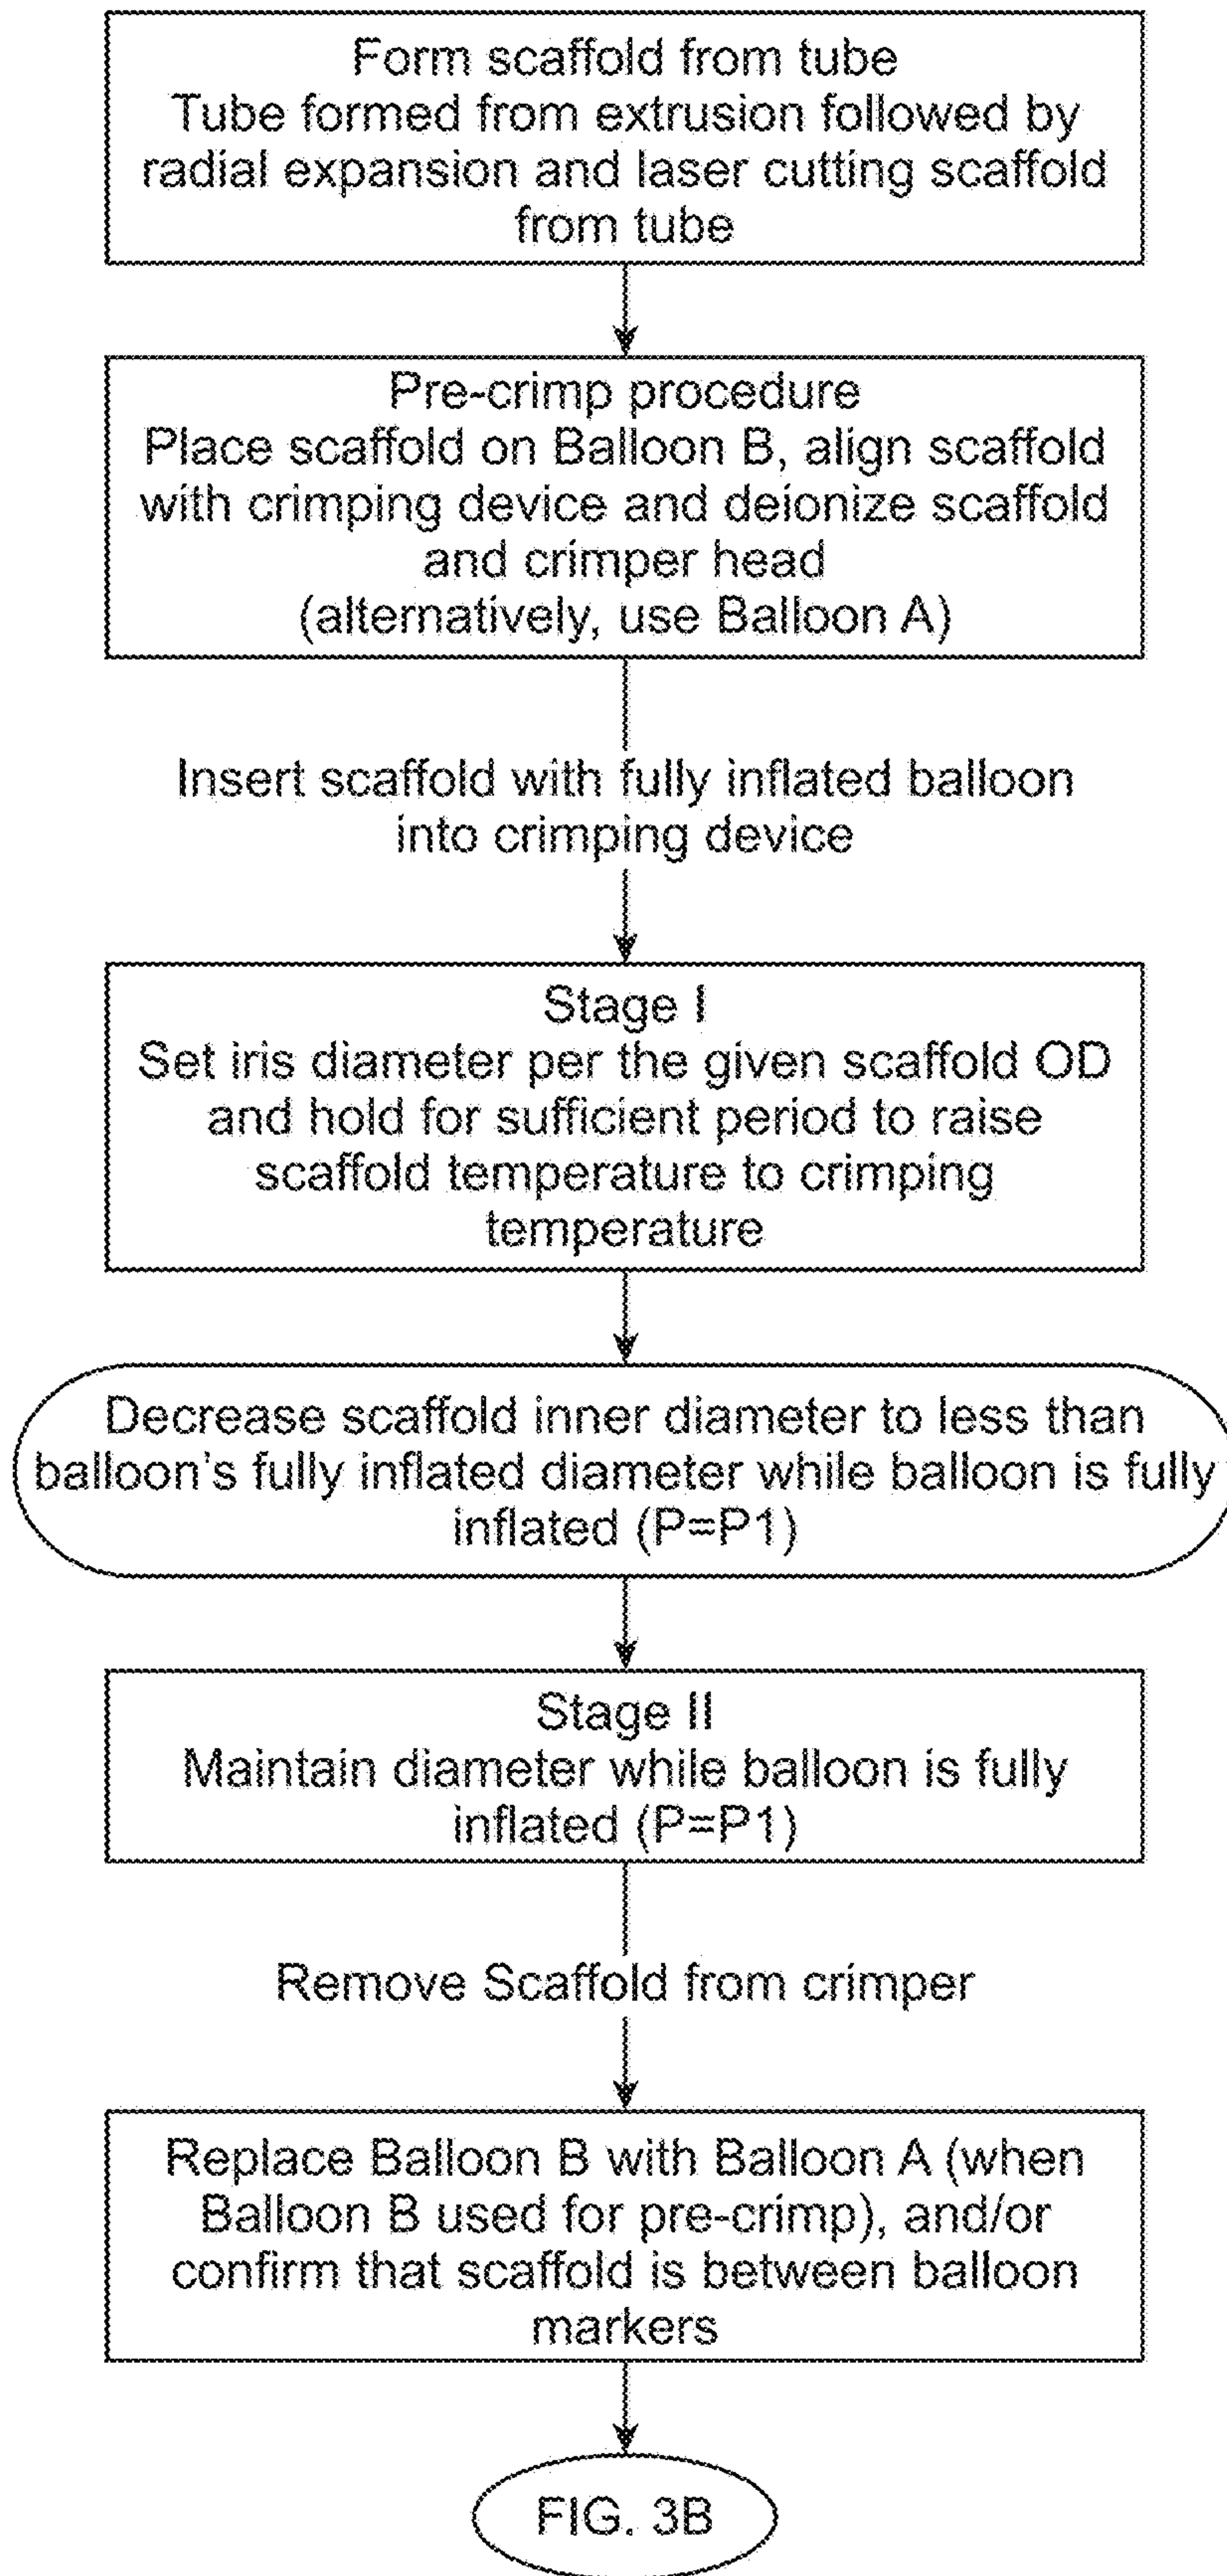 Form scaffold from tube
Tube formed from extrusion followed by
radial expansion and laser cutting scaffold
from tube
Pre-crimp procedure
Place scaffold on Balloon B, align scaffold
with crimping device and deionize scaffold
and crimper head
(alternatively, use Balloon A)
Insert scaffold with fully inflated balloon
into crimping device
Stage I
Set iris diameter per the given scaffold OD
and hold for sufficient period to raise
scaffold temperature to crimping
temperature
Decrease scaffold inner diameter to less than
balloon's fully inflated diameter while balloon is fully
inflated (P=P1)
Stage II
Maintain diameter while balloon is fully
inflated (P=P1)
Remove Scaffold from crimper
Replace Balloon B with Balloon A (when
Balloon B used for pre-crimp), and/or
confirm that scaffold is between balloon
markers
FIG. 3B